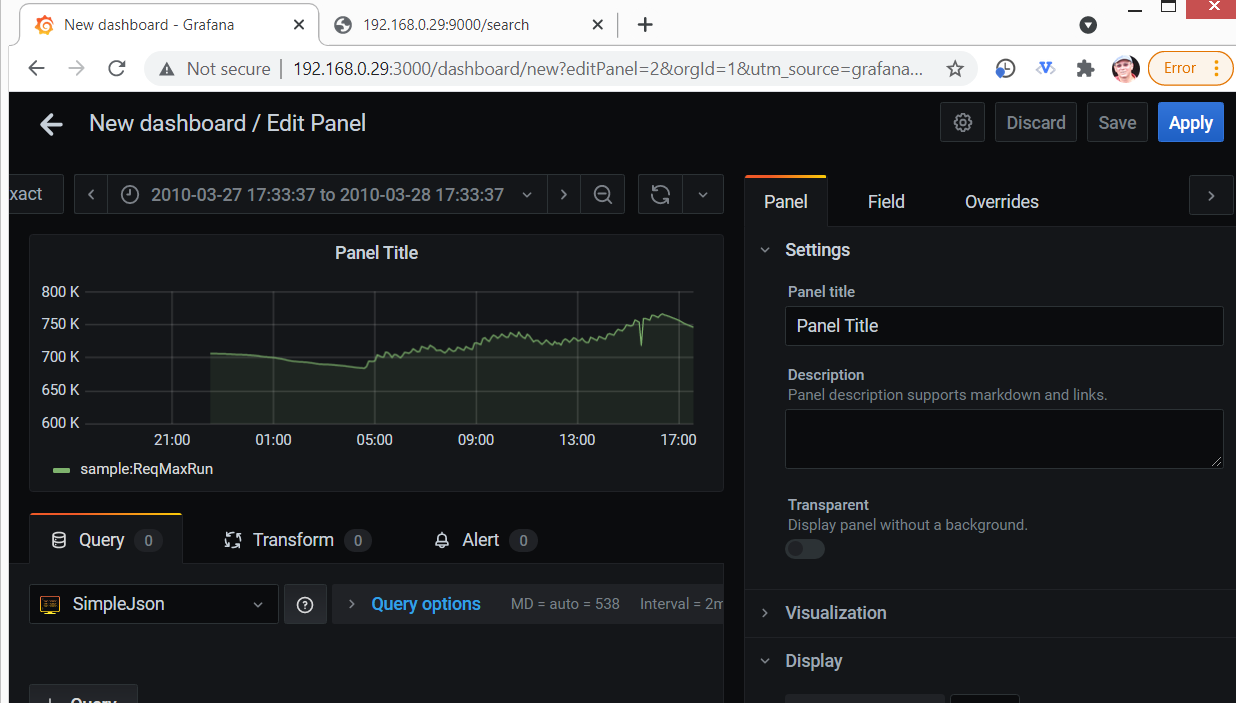 New dashboard - Grafana
192.168.0.29:9000/search
Not secure
192.168.0.29:3000/dashboard/new?editPanel=2&orgId=1&utm_source=grafana...
Error
New dashboard / Edit Panel
Discard
Save
Apply
xact
2010-03-27 17:33:37 to 2010-03-28 17:33:37
Panel Title
800 K
750 K
700 K
650 K
600 K
21:00 01:00 05:00 09:00 13:00 17:00
sample:ReqMaxRun
Query 0
Transform 0
Alert 0
SimpleJson
Query options
MD = auto = 538
Interval = 2m
Query
Panel
Field
Overrides
Settings
Panel title
Panel Title
Description
Panel description supports markdown and links.
Transparent
Display panel without a background.
Visualization
Display